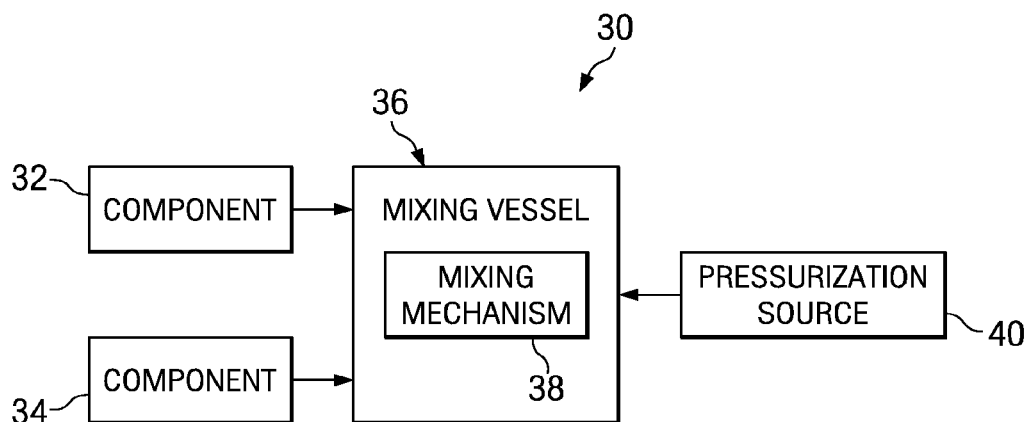 30
36
32
COMPONENT
MIXING VESSEL
MIXING
MECHANISM
PRESSURIZATION
SOURCE
40
38
COMPONENT
34